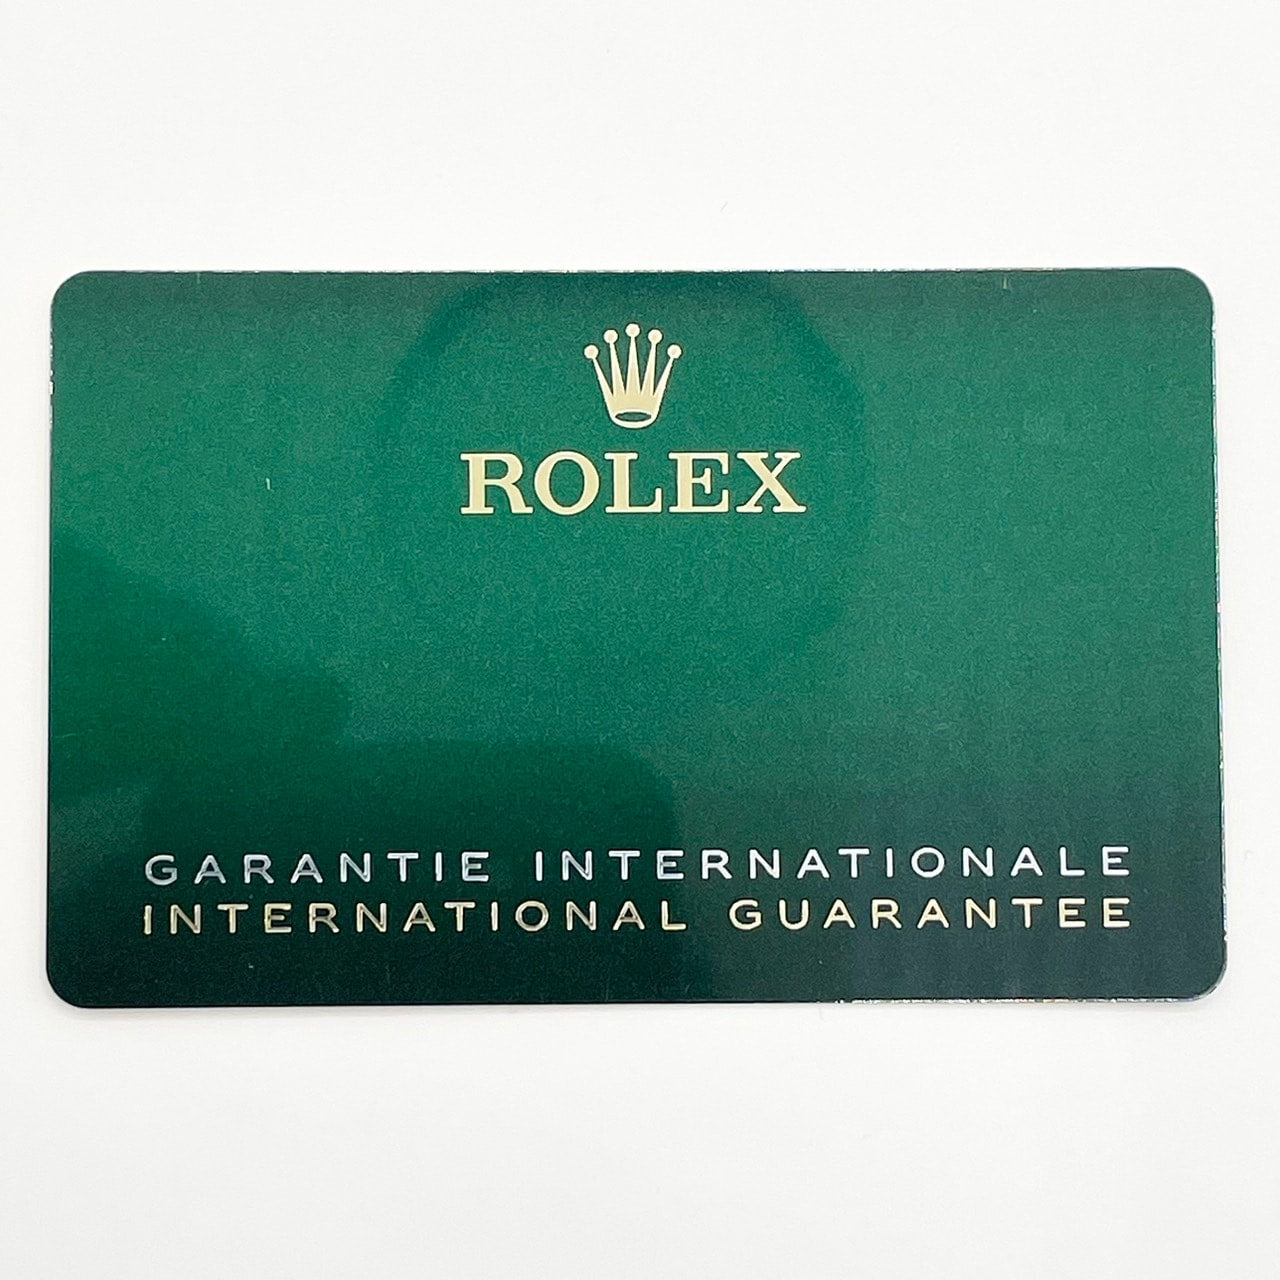 ROLEX
GARANTIE INTERNATIONALE
INTERNATIONAL GUARANTEE